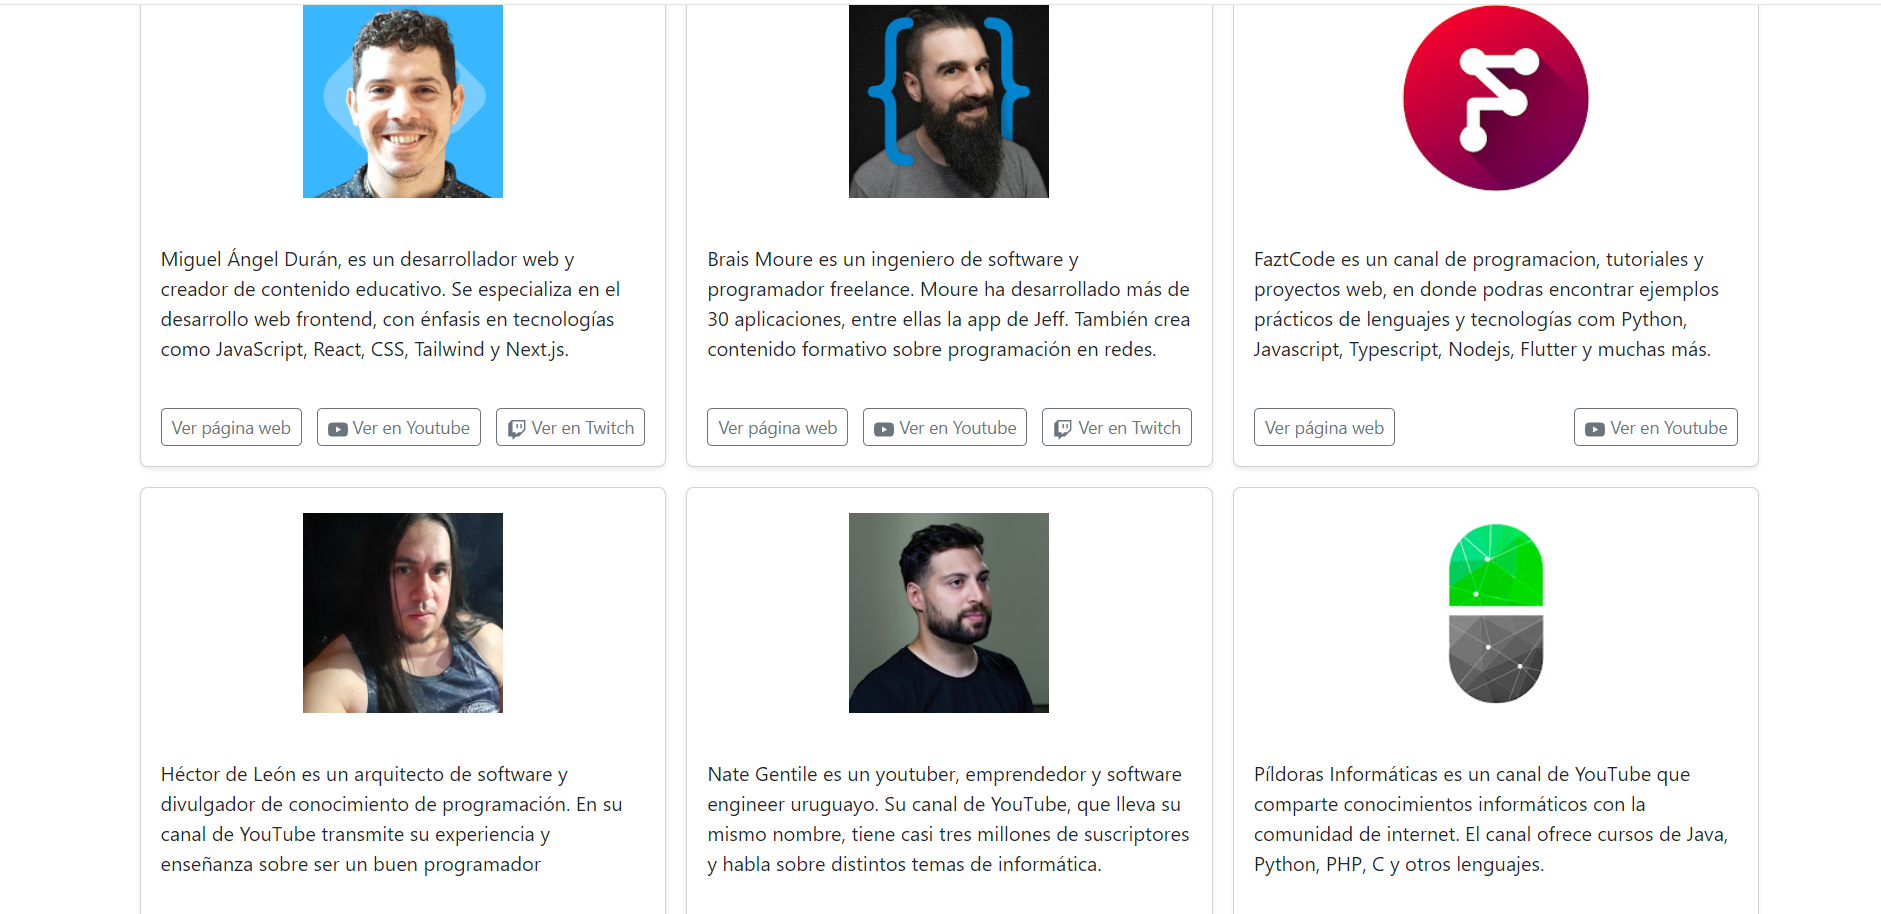 Miguel Ángel Durán, es un desarrollador web y
creador de contenido educativo. Se especializa en el
desarrollo web frontend, con énfasis en tecnologías
como JavaScript, React, CSS, Tailwind y Next.js.
Ver página web
Ver en Youtube
Ver en Twitch
Brais Moure es un ingeniero de software y
programador freelance. Moure ha desarrollado más de
30 aplicaciones, entre ellas la app de Jeff. También crea
contenido formativo sobre programación en redes.
Ver página web
Ver en Youtube
Ver en Twitch
FaztCode es un canal de programacion, tutoriales y
proyectos web, en donde podras encontrar ejemplos
prácticos de lenguajes y tecnologías com Python,
Javascript, Typescript, Nodejs, Flutter y muchas más.
Ver página web
Ver en Youtube
Héctor de León es un arquitecto de software y
divulgador de conocimiento de programación. En su
canal de YouTube transmite su experiencia y
enseñanza sobre ser un buen programador
Nate Gentile es un youtuber, emprendedor y software
engineer uruguayo. Su canal de YouTube, que lleva su
mismo nombre, tiene casi tres millones de suscriptores
y habla sobre distintos temas de informática.
Píldoras Informáticas es un canal de YouTube que
comparte conocimientos informáticos con la
comunidad de internet. El canal ofrece cursos de Java,
Python, PHP, C y otros lenguajes.